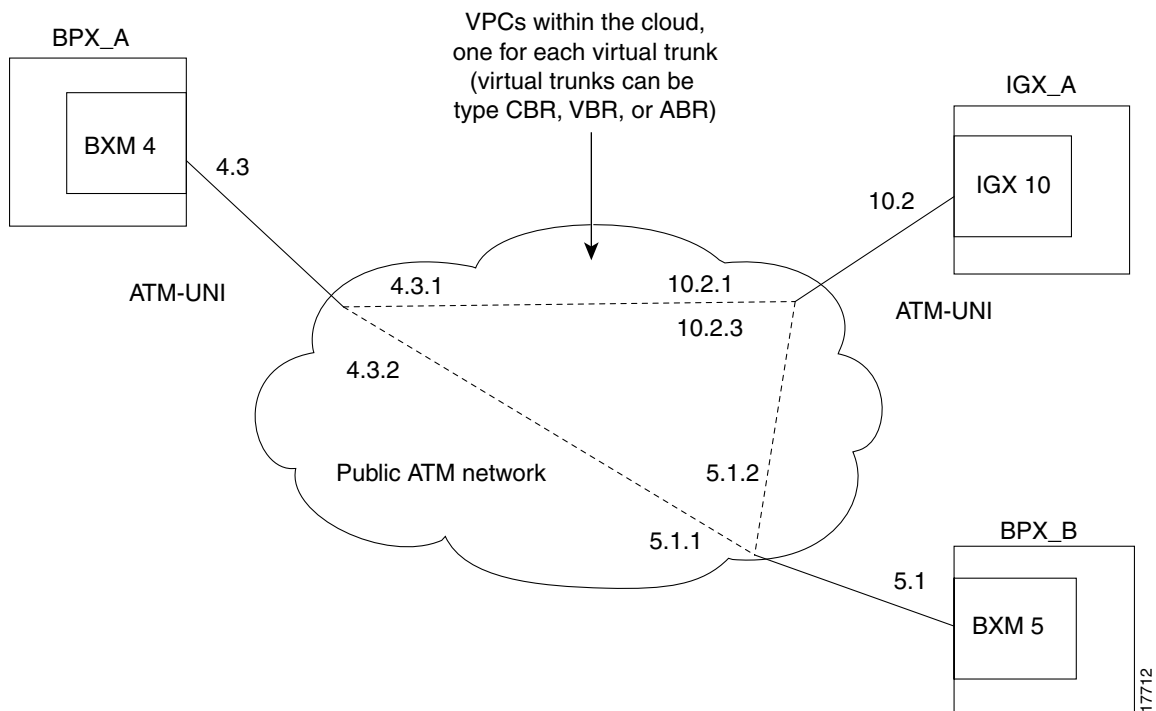 VPCs within the cloud,
one for each virtual trunk
(virtual trunks can be
type CBR, VBR, or ABR)
BPX_A
BXM 4
4.3
IGX_A
IGX 10
10.2
ATM-UNI
4.3.1
10.2.1
10.2.3
ATM-UNI
4.3.2
Public ATM network
5.1.2
5.1.1
BPX_B
5.1
BXM 5
17712